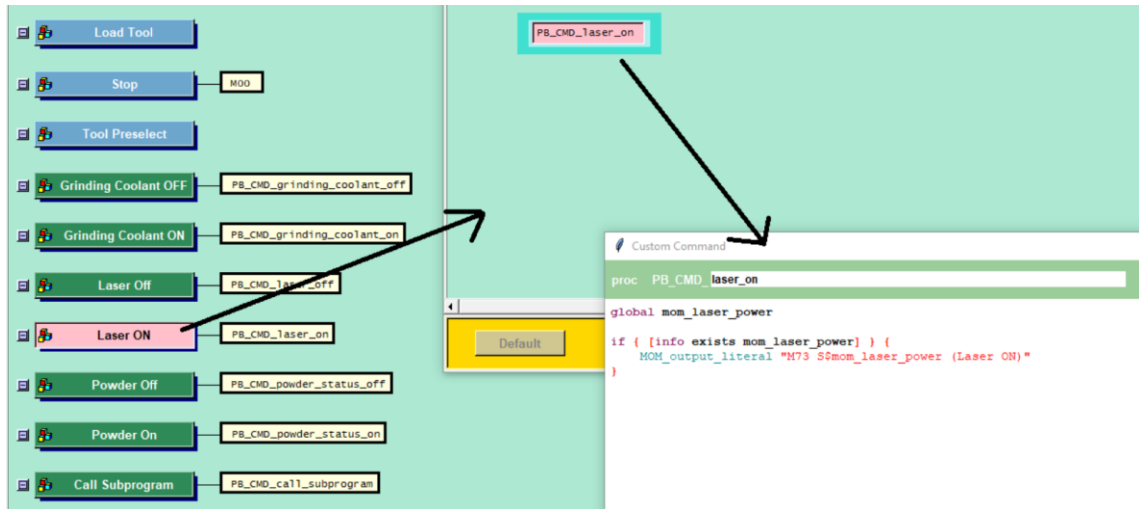 Load Tool
Stop
M00
Tool Preselect
Grinding Coolant OFF
PB_CMD_grinding_coolant_off
Grinding Coolant ON
PB_CMD_grinding_coolant_on
Laser Off
PB_CMD_laser_off
Laser ON
PB_CMD_laser_on
Powder Off
PB_CMD_powder_status_off
Powder On
PB_CMD_powder_status_on
Call Subprogram
PB_CMD_call_subprogram
PB_CMD_laser_on
Default
Custom Command
proc PB_CMD_ laser_on
global mom_laser_power
if { [info exists mom_laser_power] } {
MOM_output_literal "M73 S$mom_laser_power (Laser ON)"
}